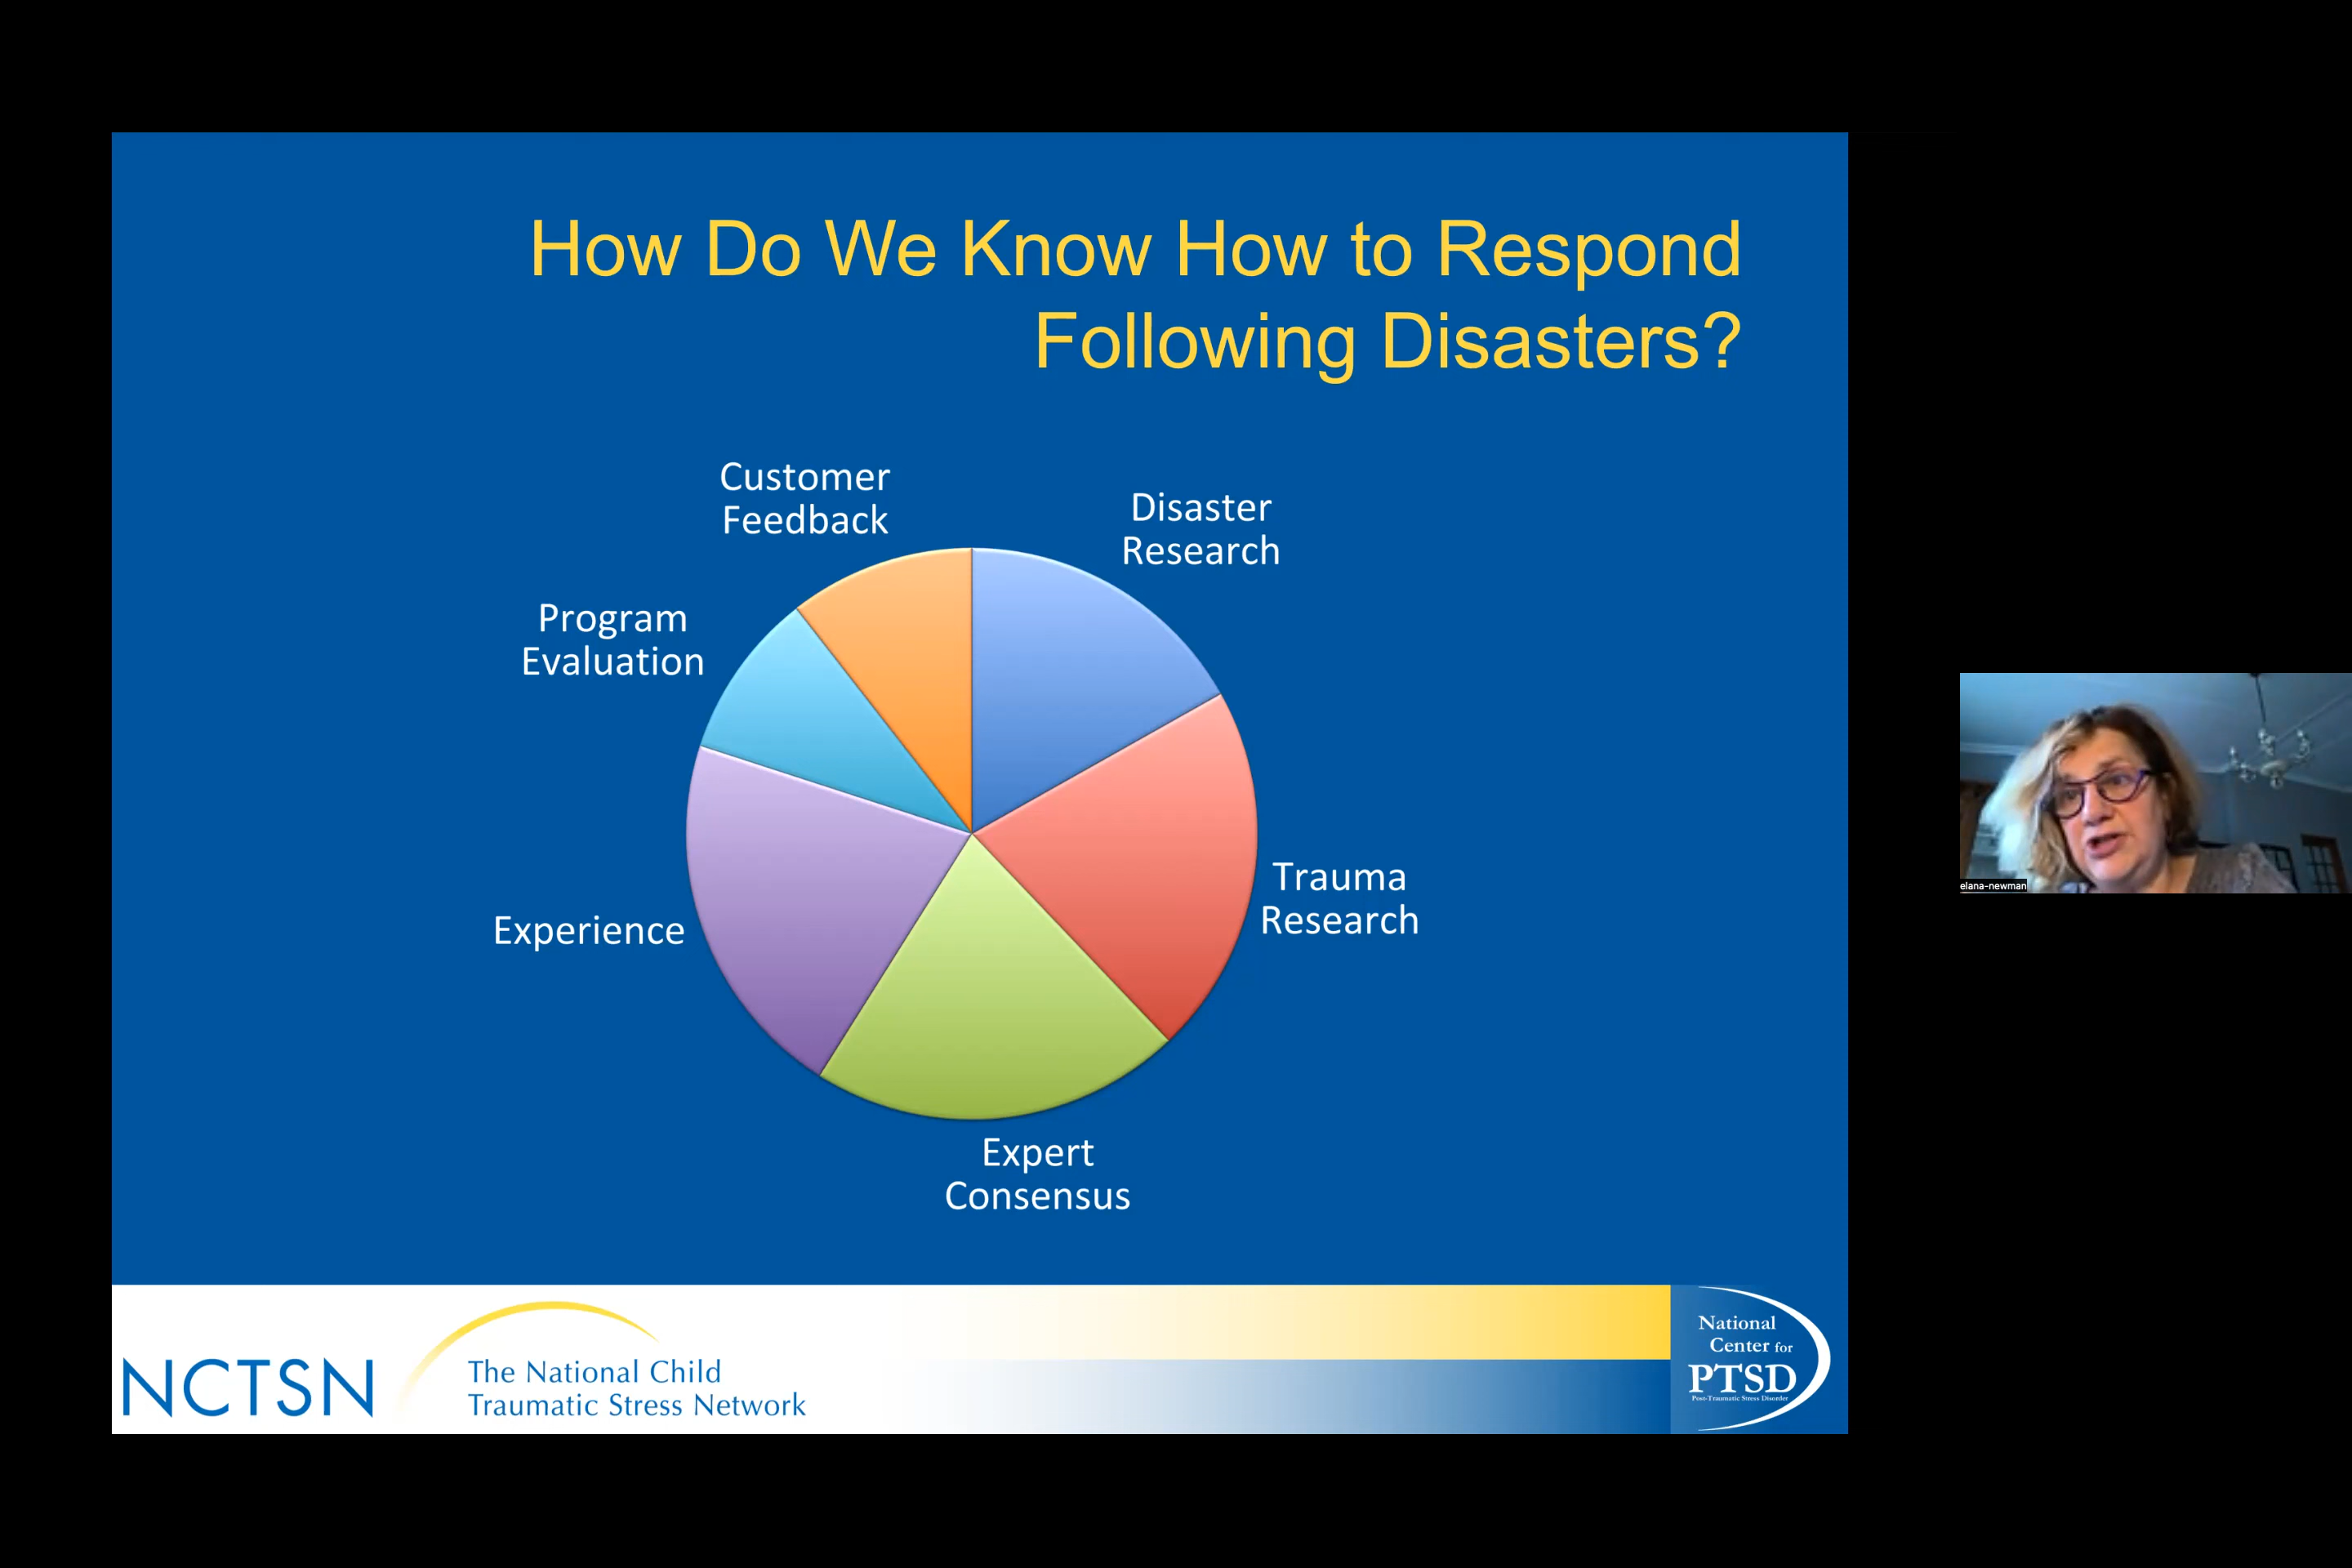 How Do We Know How to Respond
Following Disasters?
Customer
Feedback
Disaster
Research
Program
Evaluation
Trauma
Research
Experience
Expert
Consensus
elana-newman
NCTSN
The National Child
Traumatic Stress Network
National
Center for
PTSD
Post-Traumatic Stress Disorder